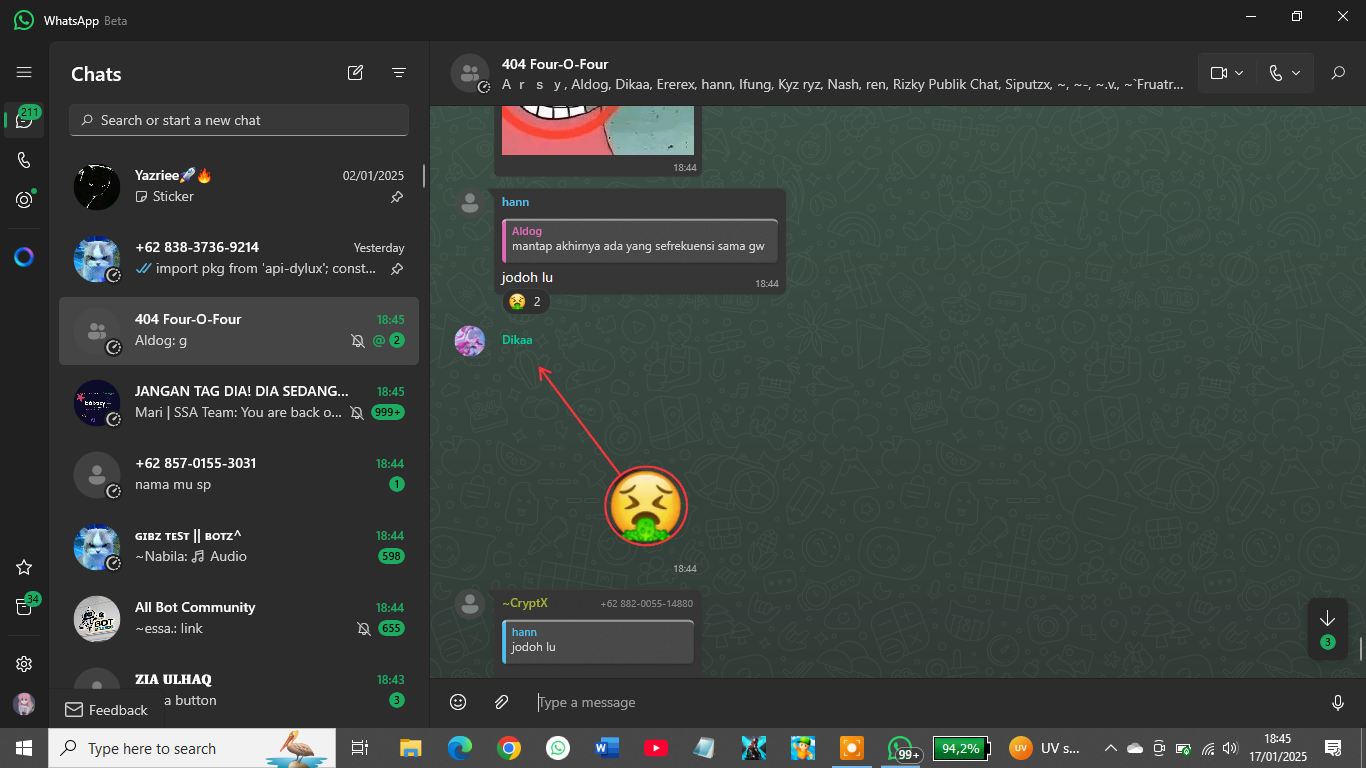 WhatsApp Beta
211
34
Chats
Search or start a new chat
Yazriee🚀🔥 02/01/2025
Sticker
+62 838-3736-9214 Yesterday
import pkg from 'api-dylux'; const...
404 Four-O-Four 18:45
Aldog: g @ 2
JANGAN TAG DIA! DIA SEDANG... 18:45
Mari | SSA Team: You are back o... 999+
+62 857-0155-3031 18:44
nama mu sp 1
ɢɪʙᴢ ᴛᴇsᴛ || ʙᴏᴛᴢ^ 18:44
~Nabila: Audio 598
All Bot Community 18:44
~essa.: link 655
𝐙𝐈𝐀 𝐔𝐋𝐇𝐀𝐐 18:43
a button 3
Feedback
404 Four-O-Four
A r s y, Aldog, Dikaa, Ererex, hann, Ifung, Kyz ryz, Nash, ren, Rizky Publik Chat, Siputzx, ~, ~-, ~.v., ~`Fruatr...
18:44
hann
Aldog
mantap akhirnya ada yang sefrekuensi sama gw
jodoh lu
18:44
🤮 2
Dikaa
18:44
~CryptX +62 882-0055-14880
hann
jodoh lu
3
Type a message
Type here to search
99+
94,2%
UV
UV s...
18:45
17/01/2025